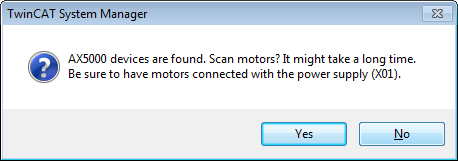 TwinCAT System Manager
AX5000 devices are found. Scan motors? It might take a long time.
Be sure to have motors connected with the power supply (X01).
Yes
No